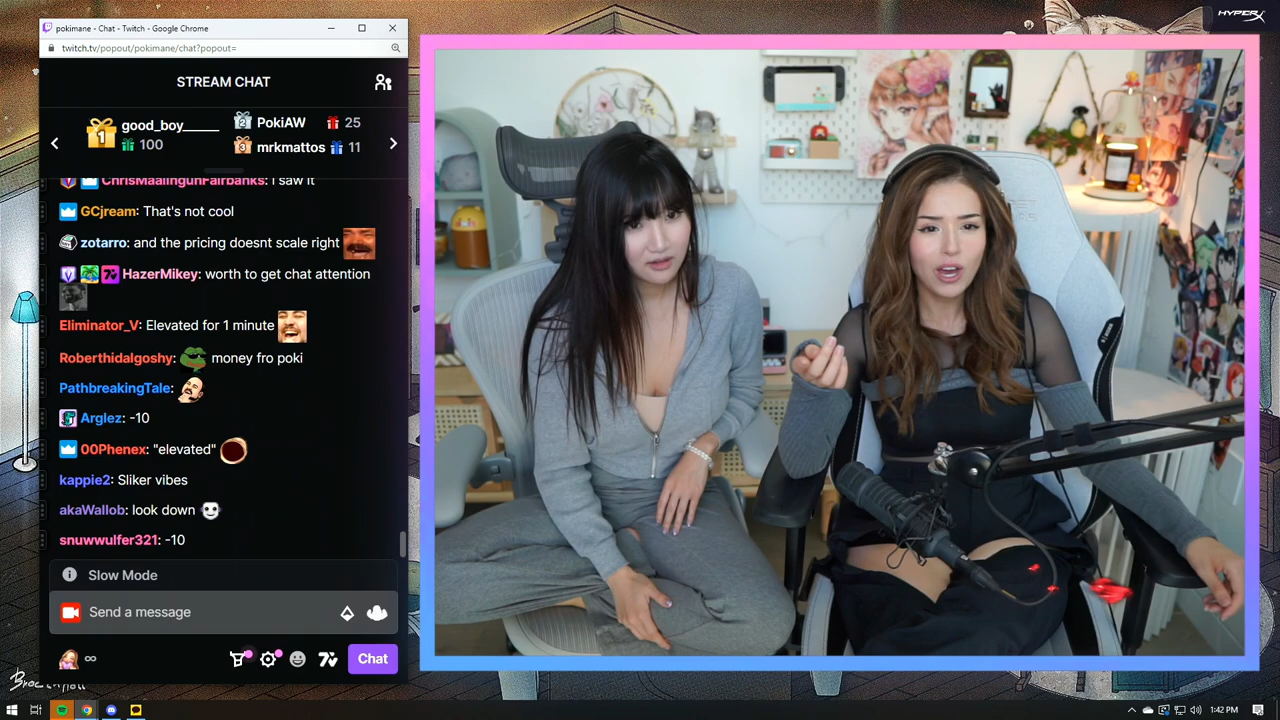 pokimane - Chat - Twitch - Google Chrome
twitch.tv/popout/pokimane/chat?popout=
HYPERX
STREAM CHAT
1 good_boy_____ 100
2 PokiAW 25
3 mrkmattos 11
ChrisMaalingunFairbanks: I saw it
GCjream: That's not cool
zotarro: and the pricing doesnt scale right
HazerMikey: worth to get chat attention
Eliminator_V: Elevated for 1 minute
Roberthidalgoshy: money fro poki
PathbreakingTale:
Arglez: -10
00Phenex: "elevated"
kappie2: Sliker vibes
akaWallob: look down
snuwwulfer321: -10
Slow Mode
Send a message
∞
Chat
1:42 PM